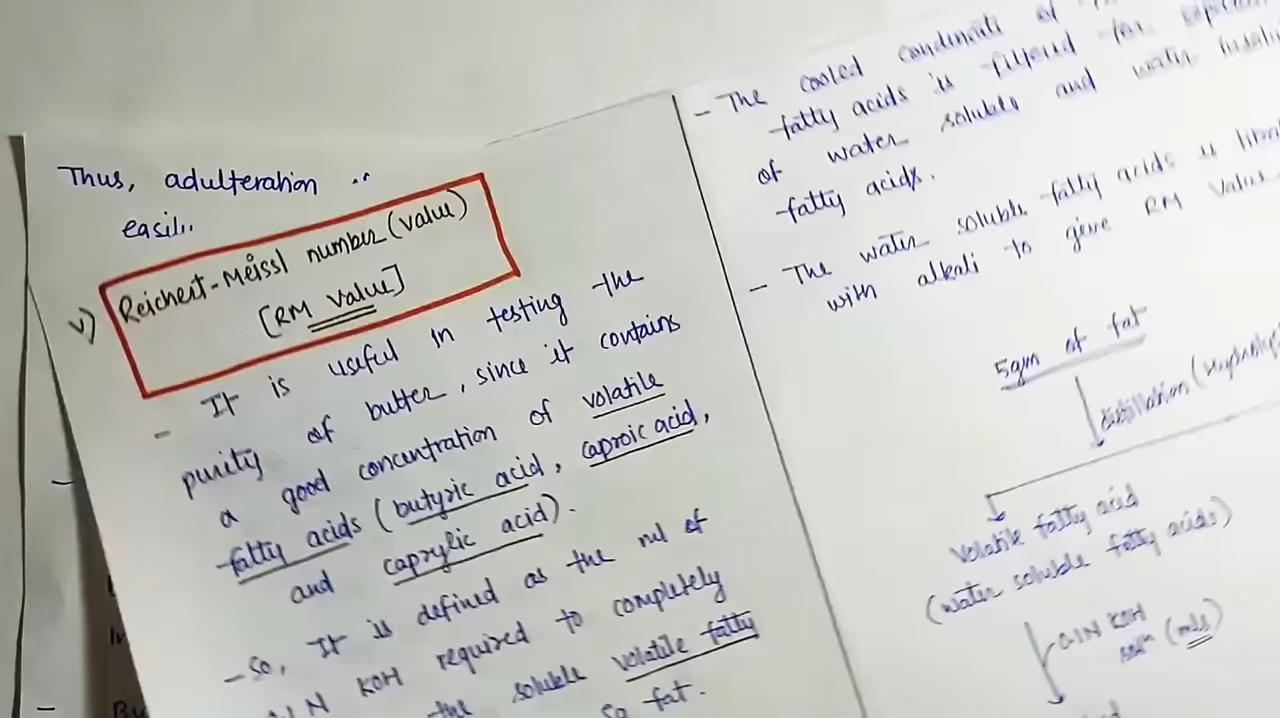 Thus, adulteration
v) Reichert-Meissl number (value)
[RM value]
- It is useful in testing the
purity of butter, since it contains
a good concentration of volatile
fatty acids (butyric acid, caproic acid,
and caprylic acid).
- So, It is defined as the ml of
N KOH required to completely
the soluble volatile fatty
fat.
- The cooled condensate of
fatty acids is filtered for
of water soluble and water
fatty acids.
- The water soluble fatty acids is
with alkali to give RM value
5gm of fat
distillation
Volatile fatty acid
(water soluble fatty acids)
0.1N KOH
(mls)